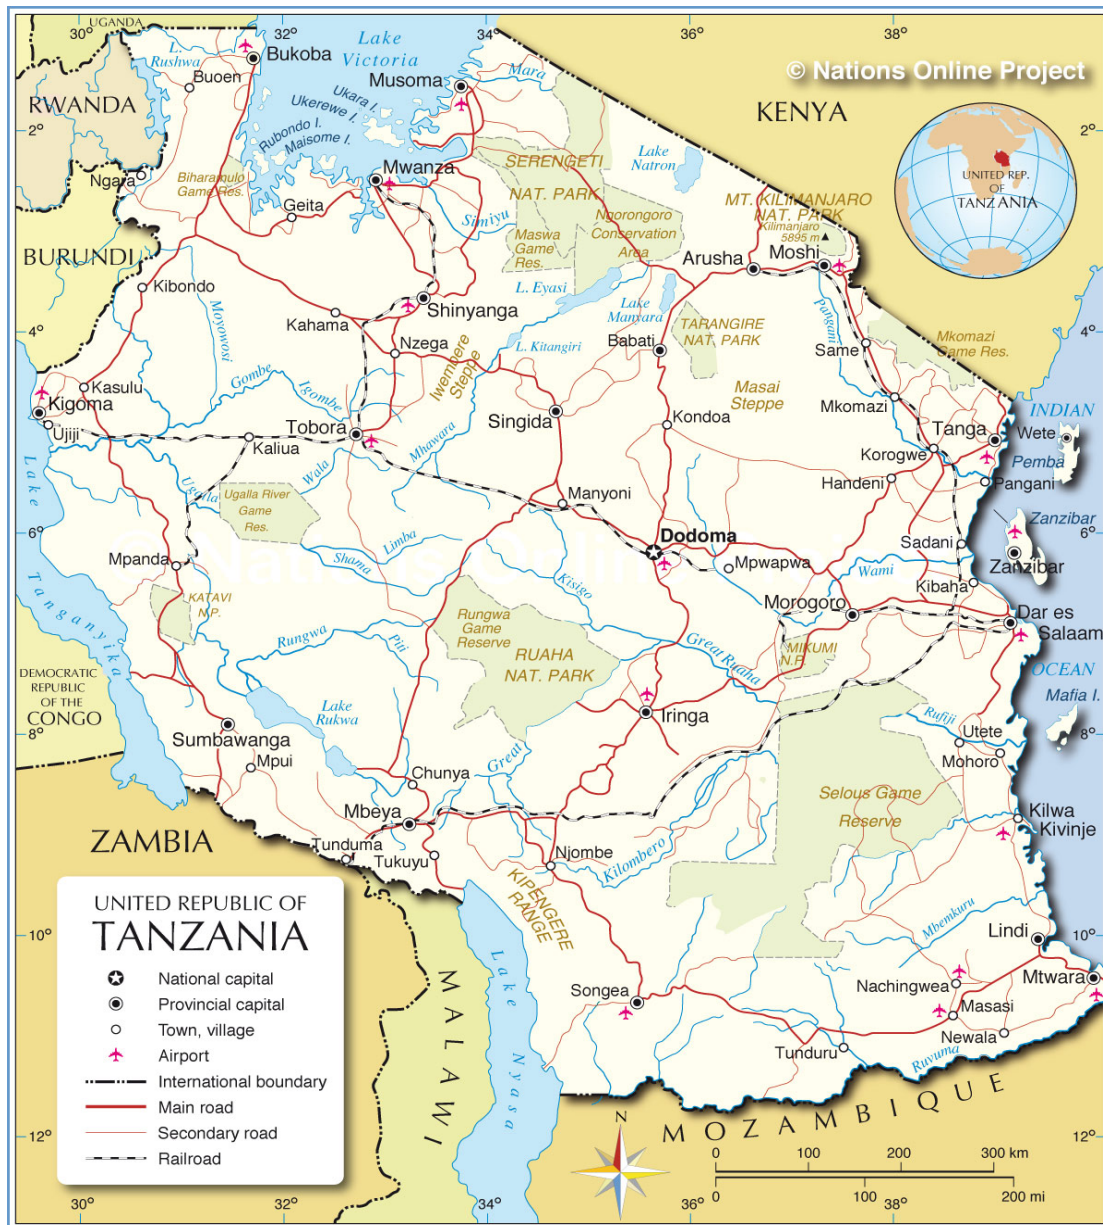 UGANDA
30°
32°
34°
36°
38°
Lake
Victoria
L.
Rushwa
Bukoba
Buoen
Musoma
Mara
© Nations Online Project
KENYA
RWANDA
Ukara I.
Ukerewe I.
Rubondo I.
Maisome I.
2°
2°
UNITED REP.
OF
TANZANIA
Lake
Natron
SERENGETI
NAT. PARK
Mwanza
Ngara
Biharamulo
Game Res.
Geita
Simiyu
Maswa
Game
Res.
Ngorongoro
Conservation
Area
MT. KILIMANJARO
NAT. PARK
Kilimanjaro
5895 m
Arusha
Moshi
BURUNDI
Kibondo
Moyowosi
Kahama
Shinyanga
L. Eyasi
Lake
Manyara
Pangani
4°
4°
Nzega
L. Kitangiri
Babati
TARANGIRE
NAT. PARK
Same
Mkomazi
Game Res.
Iwembere
Steppe
Masai
Steppe
Kasulu
Kigoma
Ujiji
Gombe
Igombe
Tobora
Kaliua
Singida
Kondoa
Mkomazi
Tanga
INDIAN
Wete
Pemba
Korogwe
Handeni
Pangani
Mhawara
Wala
Ugalla
Ugalla River
Game
Res.
Manyoni
Zanzibar
Zanzibar
Lake
Tanganyika
6°
6°
© Nations Online Project
Dodoma
Mpwapwa
Sadani
Wami
Kibaha
Mpanda
Shama
Limba
Kisigo
KATAVI
N.P.
Morogoro
Dar es
Salaam
Rungwa
Piti
Rungwa
Game
Reserve
RUAHA
NAT. PARK
Great Ruaha
MIKUMI
N.P.
OCEAN
Mafia I.
DEMOCRATIC
REPUBLIC
OF THE
CONGO
Lake
Rukwa
Iringa
Rufiji
Utete
Mohoro
8°
8°
Sumbawanga
Mpui
Chunya
Great
Selous Game
Reserve
Mbeya
Kilwa
Kivinje
ZAMBIA
Tunduma
Tukuyu
Njombe
Kilombero
KIPENGERE
RANGE
Mbemkuru
UNITED REPUBLIC OF
TANZANIA
National capital
Provincial capital
Town, village
Airport
International boundary
Main road
Secondary road
Railroad
10°
Lindi
Mtwara
Lake
Nyasa
MALAWI
Songea
Nachingwea
Masasi
Newala
Tunduru
Ruvuma
MOZAMBIQUE
N
12°
12°
0 100 200 300 km
0 100 200 mi
30°
32°
34°
36°
38°